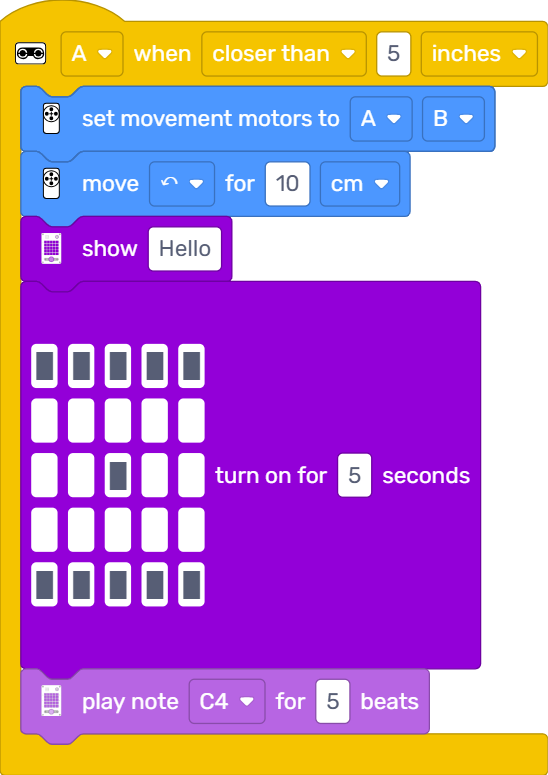 A when closer than 5 inches
set movement motors to A B
move for 10 cm
show Hello
turn on for 5 seconds
play note C4 for 5 beats